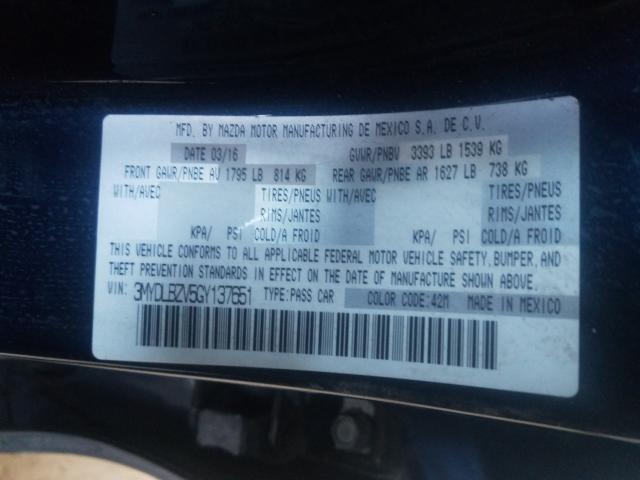 MFD. BY MAZDA MOTOR MANUFACTURING DE MEXICO S.A. DE C.V.
DATE 03/16 GVWR/PNBV 3393 LB 1539 KG
FRONT GAWR/PNBE AV 1795 LB 814 KG REAR GAWR/PNBE AR 1627 LB 738 KG
WITH/AVEC TIRES/PNEUS WITH/AVEC TIRES/PNEUS
RIMS/JANTES RIMS/JANTES
KPA/ PSI COLD/A FROID KPA/ PSI COLD/A FROID
THIS VEHICLE CONFORMS TO ALL APPLICABLE FEDERAL MOTOR VEHICLE SAFETY, BUMPER, AND
THEFT PREVENTION STANDARDS IN EFFECT ON THE DATE OF MANUFACTURE SHOWN ABOVE.
VIN: 3MYDLBZV5GY137651 TYPE:PASS CAR COLOR CODE:42M MADE IN MEXICO